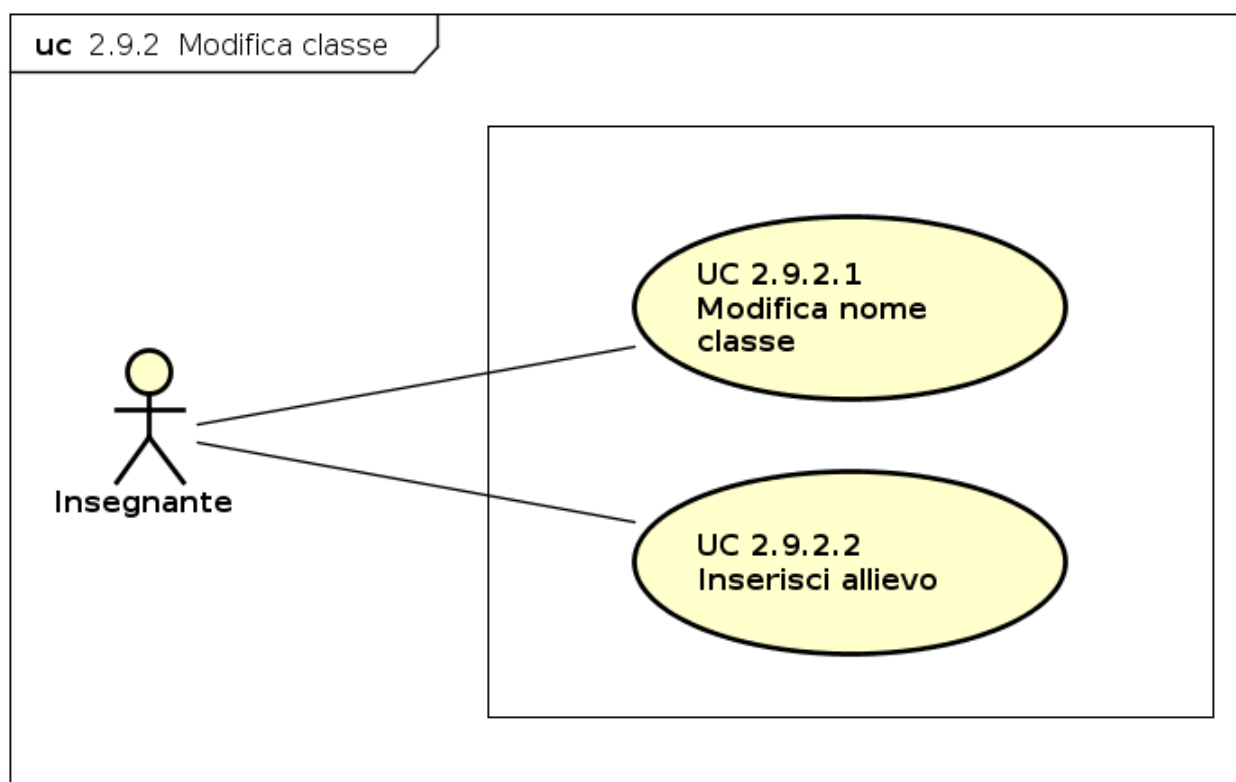 uc 2.9.2 Modifica classe
UC 2.9.2.1
Modifica nome
classe
Insegnante
UC 2.9.2.2
Inserisci allievo